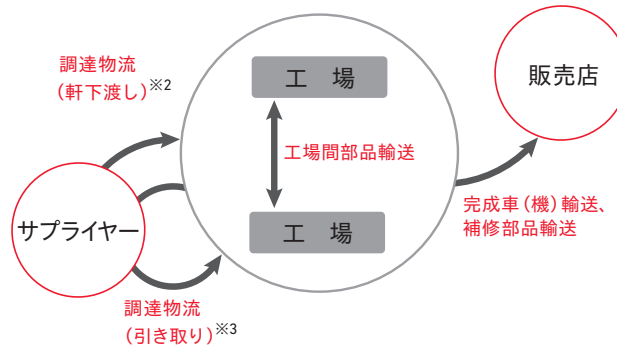 調達物流
（軒下渡し）※2
工 場
販売店
工場間部品輸送
サプライヤー
工 場
完成車（機）輸送、
補修部品輸送
調達物流
（引き取り）※3